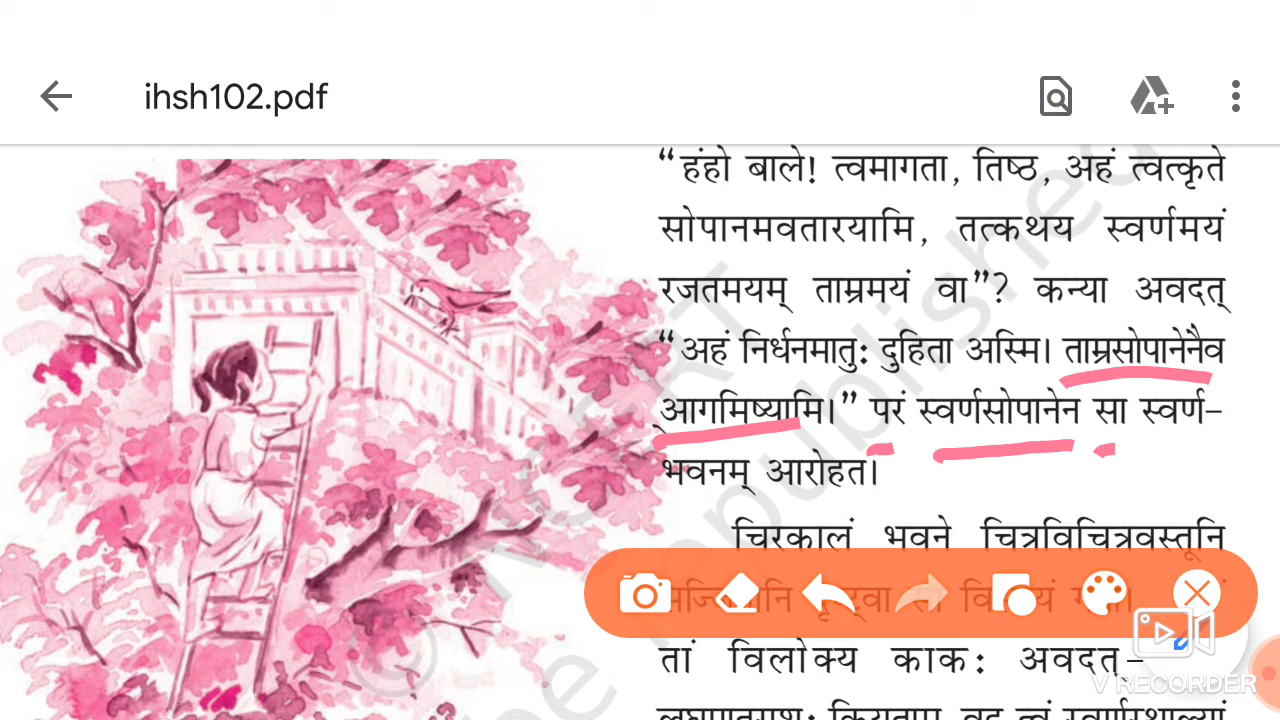 ihsh102.pdf
“हंहो बाले! त्वमागता, तिष्ठ, अहं त्वत्कृते
सोपानमवतारयामि, तत्कथय स्वर्णमयं
रजतमयम् ताम्रमयं वा”? कन्या अवदत्
“अहं निर्धनमातुः दुहिता अस्मि। ताम्रसोपानेनैव
आगमिष्यामि।” परं स्वर्णसोपानेन सा स्वर्ण-
भवनम् आरोहत।
चिरकालं भवने चित्रविचित्रवस्तूनि
सा
तां विलोक्य काकः अवदत्-
V RECORDER